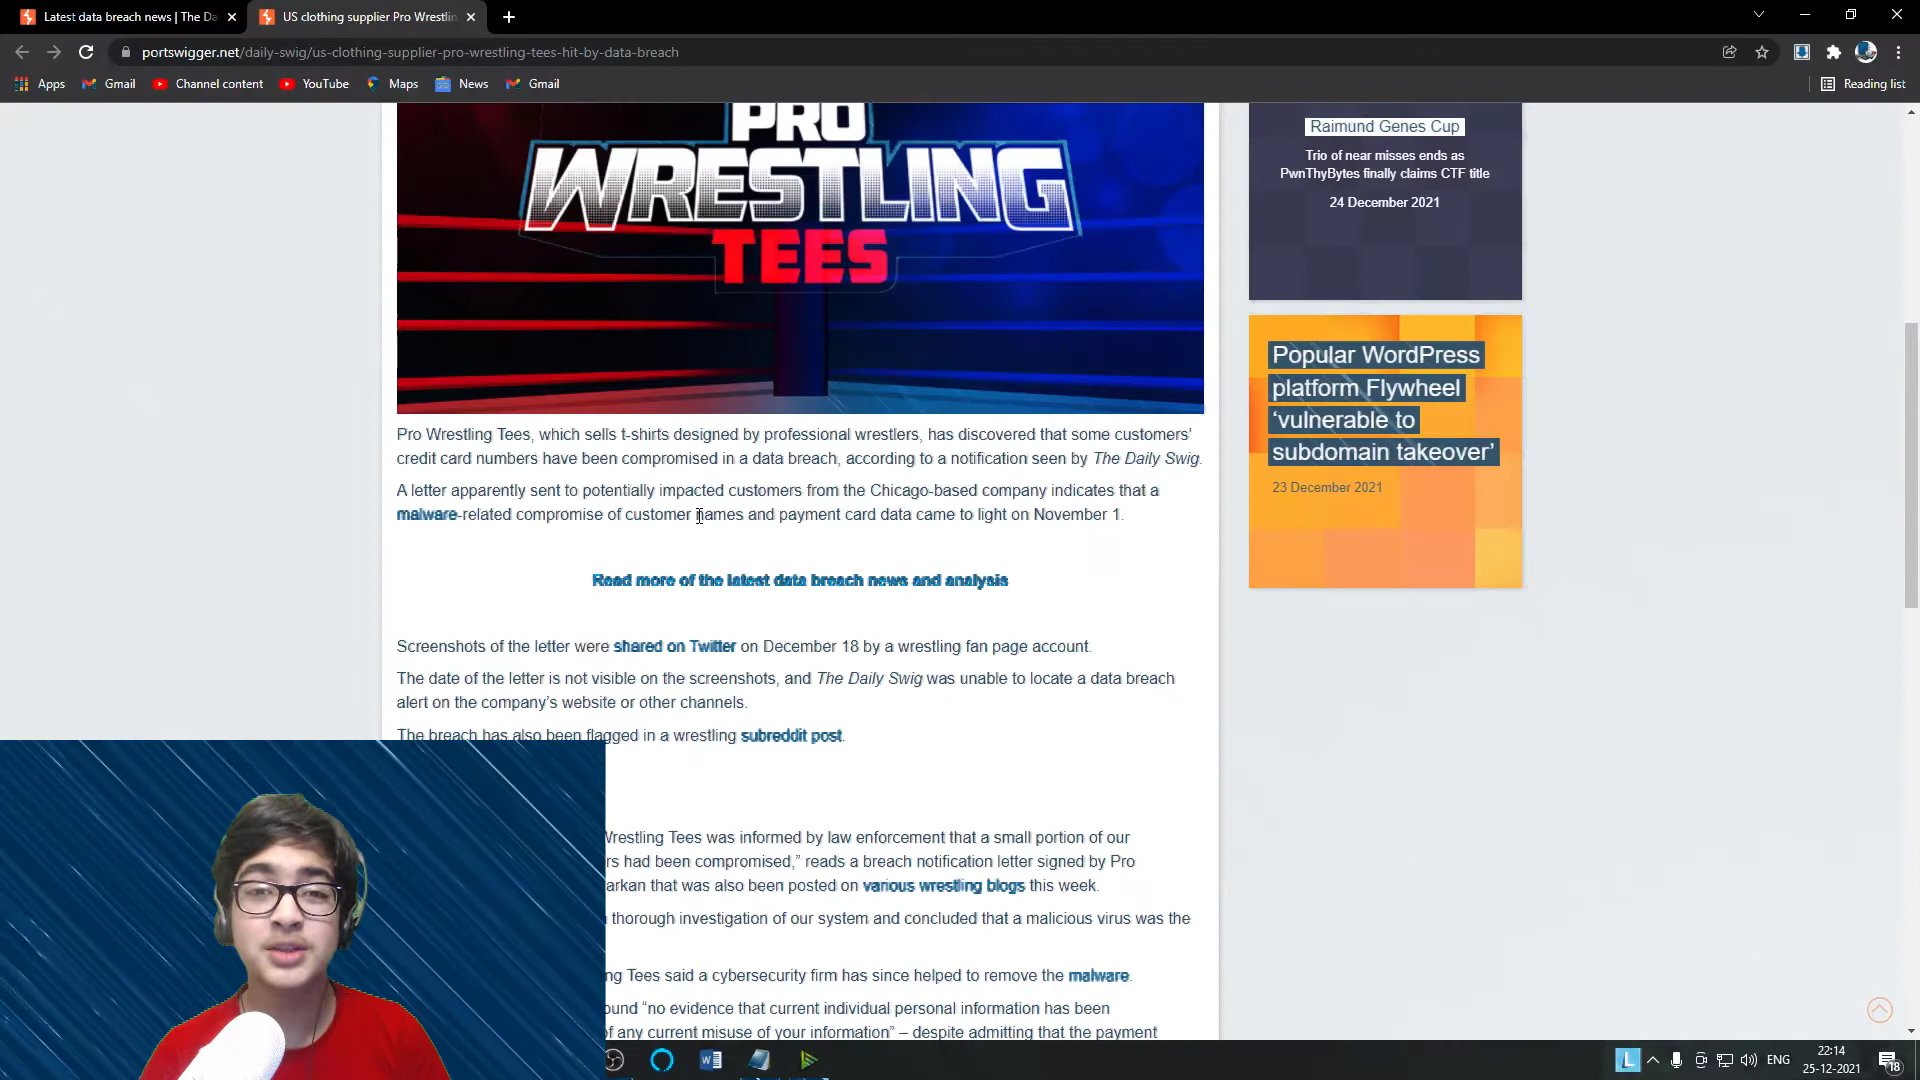 Latest data breach news | The Da
US clothing supplier Pro Wrestlin
portswigger.net/daily-swig/us-clothing-supplier-pro-wrestling-tees-hit-by-data-breach
Apps
Gmail
Channel content
YouTube
Maps
News
Gmail
Reading list
PRO
WRESTLING
TEES
Raimund Genes Cup
Trio of near misses ends as
PwnThyBytes finally claims CTF title
24 December 2021
Popular WordPress
platform Flywheel
‘vulnerable to
subdomain takeover’
23 December 2021
Pro Wrestling Tees, which sells t-shirts designed by professional wrestlers, has discovered that some customers’
credit card numbers have been compromised in a data breach, according to a notification seen by The Daily Swig.
A letter apparently sent to potentially impacted customers from the Chicago-based company indicates that a
malware-related compromise of customer names and payment card data came to light on November 1.
Read more of the latest data breach news and analysis
Screenshots of the letter were shared on Twitter on December 18 by a wrestling fan page account.
The date of the letter is not visible on the screenshots, and The Daily Swig was unable to locate a data breach
alert on the company’s website or other channels.
The breach has also been flagged in a wrestling subreddit post.
Wrestling Tees was informed by law enforcement that a small portion of our
rs had been compromised,” reads a breach notification letter signed by Pro
arkan that was also been posted on various wrestling blogs this week.
thorough investigation of our system and concluded that a malicious virus was the
ng Tees said a cybersecurity firm has since helped to remove the malware.
ound “no evidence that current individual personal information has been
of any current misuse of your information” – despite admitting that the payment
L
ENG
22:14
25-12-2021
18